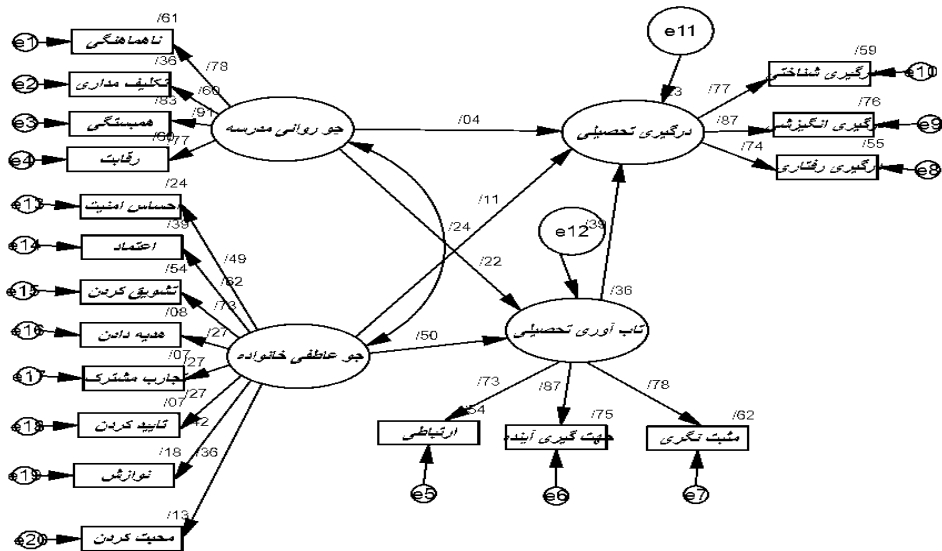 /61
e1
ناهماهنگی
/78
/36
e2
تکلیف مداری
/60
/83
e3
همبستگی
/91
e4
رقابت
/77
جو روانی مدرسه
/04
e11
درگیری تحصیلی
/59
/77
رگیری شناختی
e10
/76
/87
رگیری انگیزشی
e9
/55
/74
رگیری رفتاری
e8
/24
e13
احساس امنیت
/49
/39
e14
اعتماد
/62
/54
e15
تشویق کردن
/73
/08
e16
هدیه دادن
/27
/07
e17
جارب مشترک
/27
/07
e18
تایید کردن
/27
/18
e19
نوازش
/36
/13
e20
محبت کردن
جو عاطفی خانواده
/11
/24
/22
/50
e12
/39
/36
تاب آوری تحصیلی
/73
/87
/78
/54
ارتباطی
/75
جهت گیری آینده
/62
مثبت نگری
e5
e6
e7